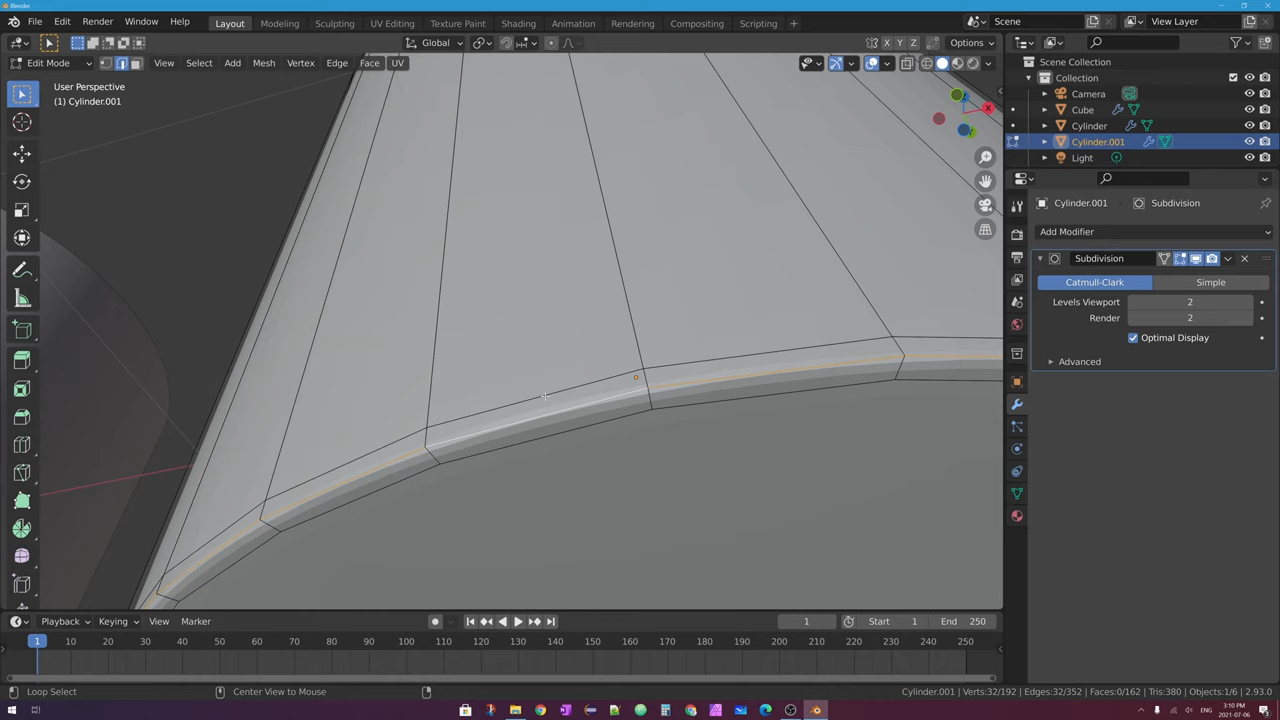 Blender
File Edit Render Window Help Layout Modeling Sculpting UV Editing Texture Paint Shading Animation Rendering Compositing Scripting + Scene View Layer
Global Options
Edit Mode View Select Add Mesh Vertex Edge Face UV X Y Z
User Perspective
(1) Cylinder.001
X
Scene Collection
Collection
Camera
Cube
Cylinder
Cylinder.001
Light
Cylinder.001 Subdivision
Add Modifier
Subdivision
Catmull-Clark Simple
Levels Viewport 2
Render 2
Optimal Display
Advanced
Playback Keying View Marker 1 Start 1 End 250
1 10 20 30 40 50 60 70 80 90 100 110 120 130 140 150 160 170 180 190 200 210 220 230 240 250
Loop Select Center View to Mouse Cylinder.001 | Verts:32/192 | Edges:32/352 | Faces:0/162 | Tris:380 | Objects:1/6 | 2.93.0
3:10 PM
2021-07-06